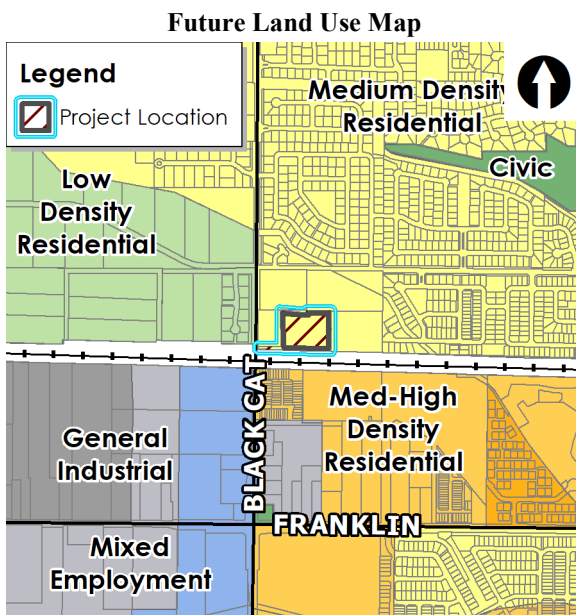 Future Land Use Map
Legend
Project Location
Medium Density
Residential
Civic
Low
Density
Residential
BLACK CAT
Med-High
Density
Residential
General
Industrial
FRANKLIN
Mixed
Employment